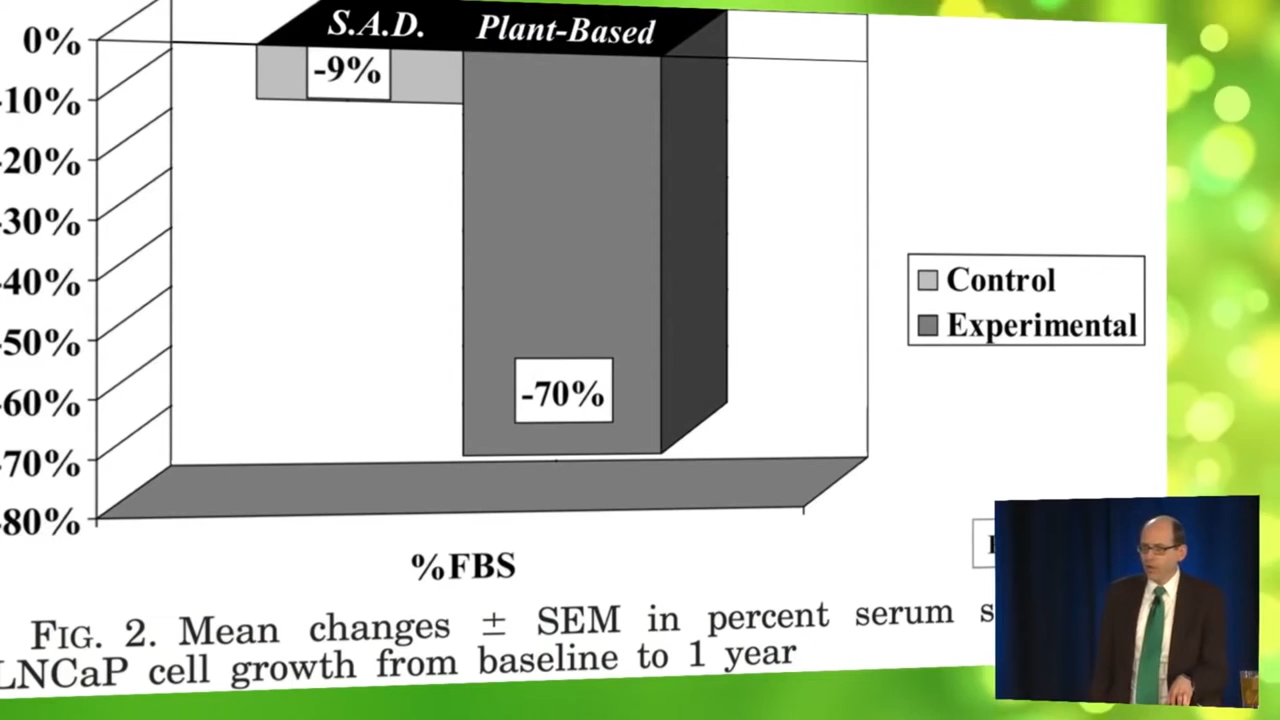 S.A.D. Plant-Based
0%
-9%
-10%
-20%
-30%
-40%
-50%
-60%
-70%
-70%
-80%
Control
Experimental
%FBS
FIG. 2. Mean changes ± SEM in percent serum
LNCaP cell growth from baseline to 1 year